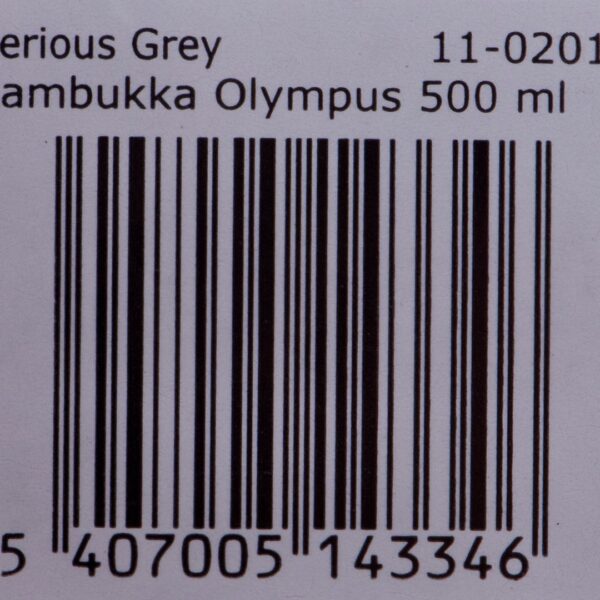 erious Grey 11-0201
ambukka Olympus 500 ml
5 407005 143346